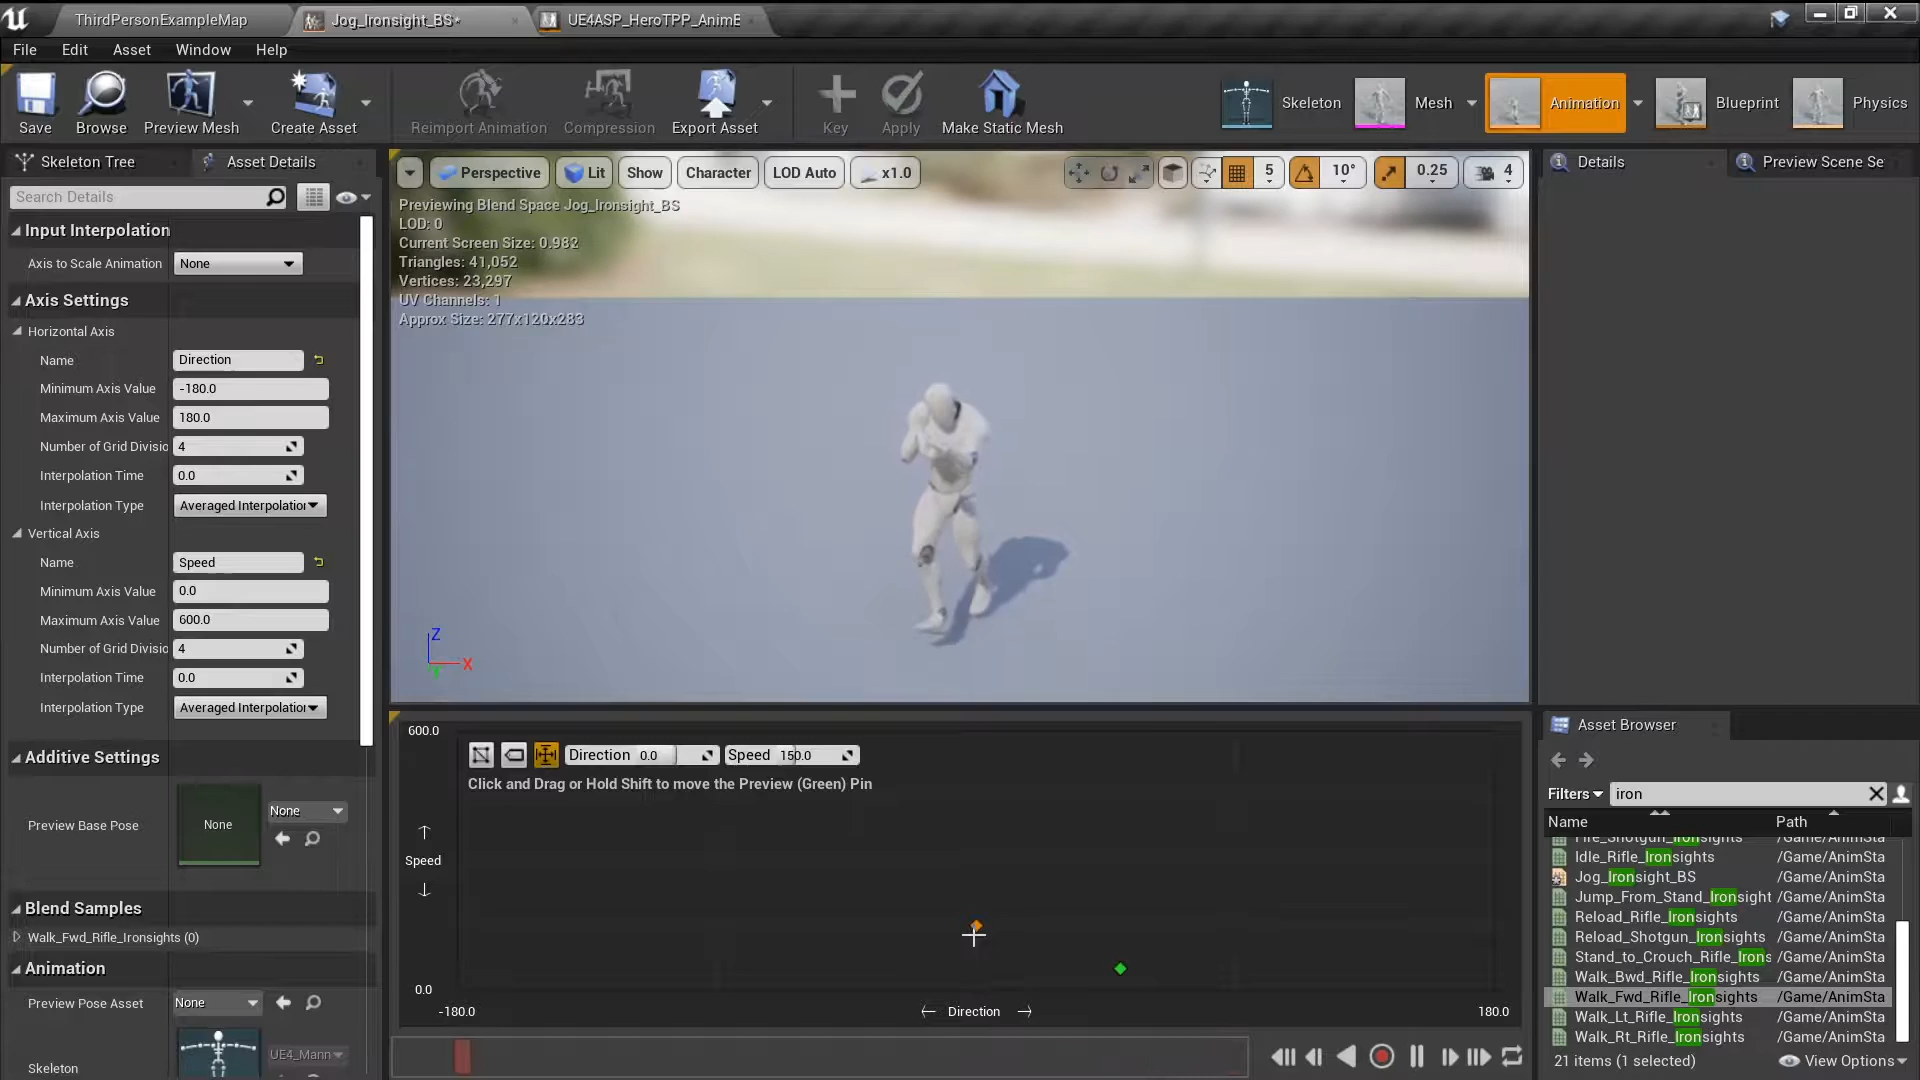 ThirdPersonExampleMap
Jog_Ironsight_BS*
UE4ASP_HeroTPP_AnimB
File Edit Asset Window Help
Save
Browse
Preview Mesh
Create Asset
Reimport Animation
Compression
Export Asset
Key
Apply
Make Static Mesh
Skeleton
Mesh
Animation
Blueprint
Physics
Skeleton Tree
Asset Details
Search Details
Input Interpolation
Axis to Scale Animation None
Axis Settings
Horizontal Axis
Name Direction
Minimum Axis Value -180.0
Maximum Axis Value 180.0
Number of Grid Divisio 4
Interpolation Time 0.0
Interpolation Type Averaged Interpolation
Vertical Axis
Name Speed
Minimum Axis Value 0.0
Maximum Axis Value 600.0
Number of Grid Divisio 4
Interpolation Time 0.0
Interpolation Type Averaged Interpolation
Additive Settings
Preview Base Pose None None
Blend Samples
Walk_Fwd_Rifle_Ironsights (0)
Animation
Preview Pose Asset None
Skeleton UE4_Mann
Perspective Lit Show Character LOD Auto x1.0
5 10° 0.25 4
Previewing Blend Space Jog_Ironsight_BS
LOD: 0
Current Screen Size: 0.982
Triangles: 41,052
Vertices: 23,297
UV Channels: 1
Approx Size: 277x120x283
Z
X
600.0
Direction 0.0 Speed 150.0
Click and Drag or Hold Shift to move the Preview (Green) Pin
Speed
0.0
-180.0 Direction 180.0
Details
Preview Scene Se
Asset Browser
Filters iron
Name Path
Fire_Shotgun_Ironsights /Game/AnimSta
Idle_Rifle_Ironsights /Game/AnimSta
Jog_Ironsight_BS /Game/AnimSta
Jump_From_Stand_Ironsight /Game/AnimSta
Reload_Rifle_Ironsights /Game/AnimSta
Reload_Shotgun_Ironsights /Game/AnimSta
Stand_to_Crouch_Rifle_Irons /Game/AnimSta
Walk_Bwd_Rifle_Ironsights /Game/AnimSta
Walk_Fwd_Rifle_Ironsights /Game/AnimSta
Walk_Lt_Rifle_Ironsights /Game/AnimSta
Walk_Rt_Rifle_Ironsights /Game/AnimSta
21 items (1 selected) View Options